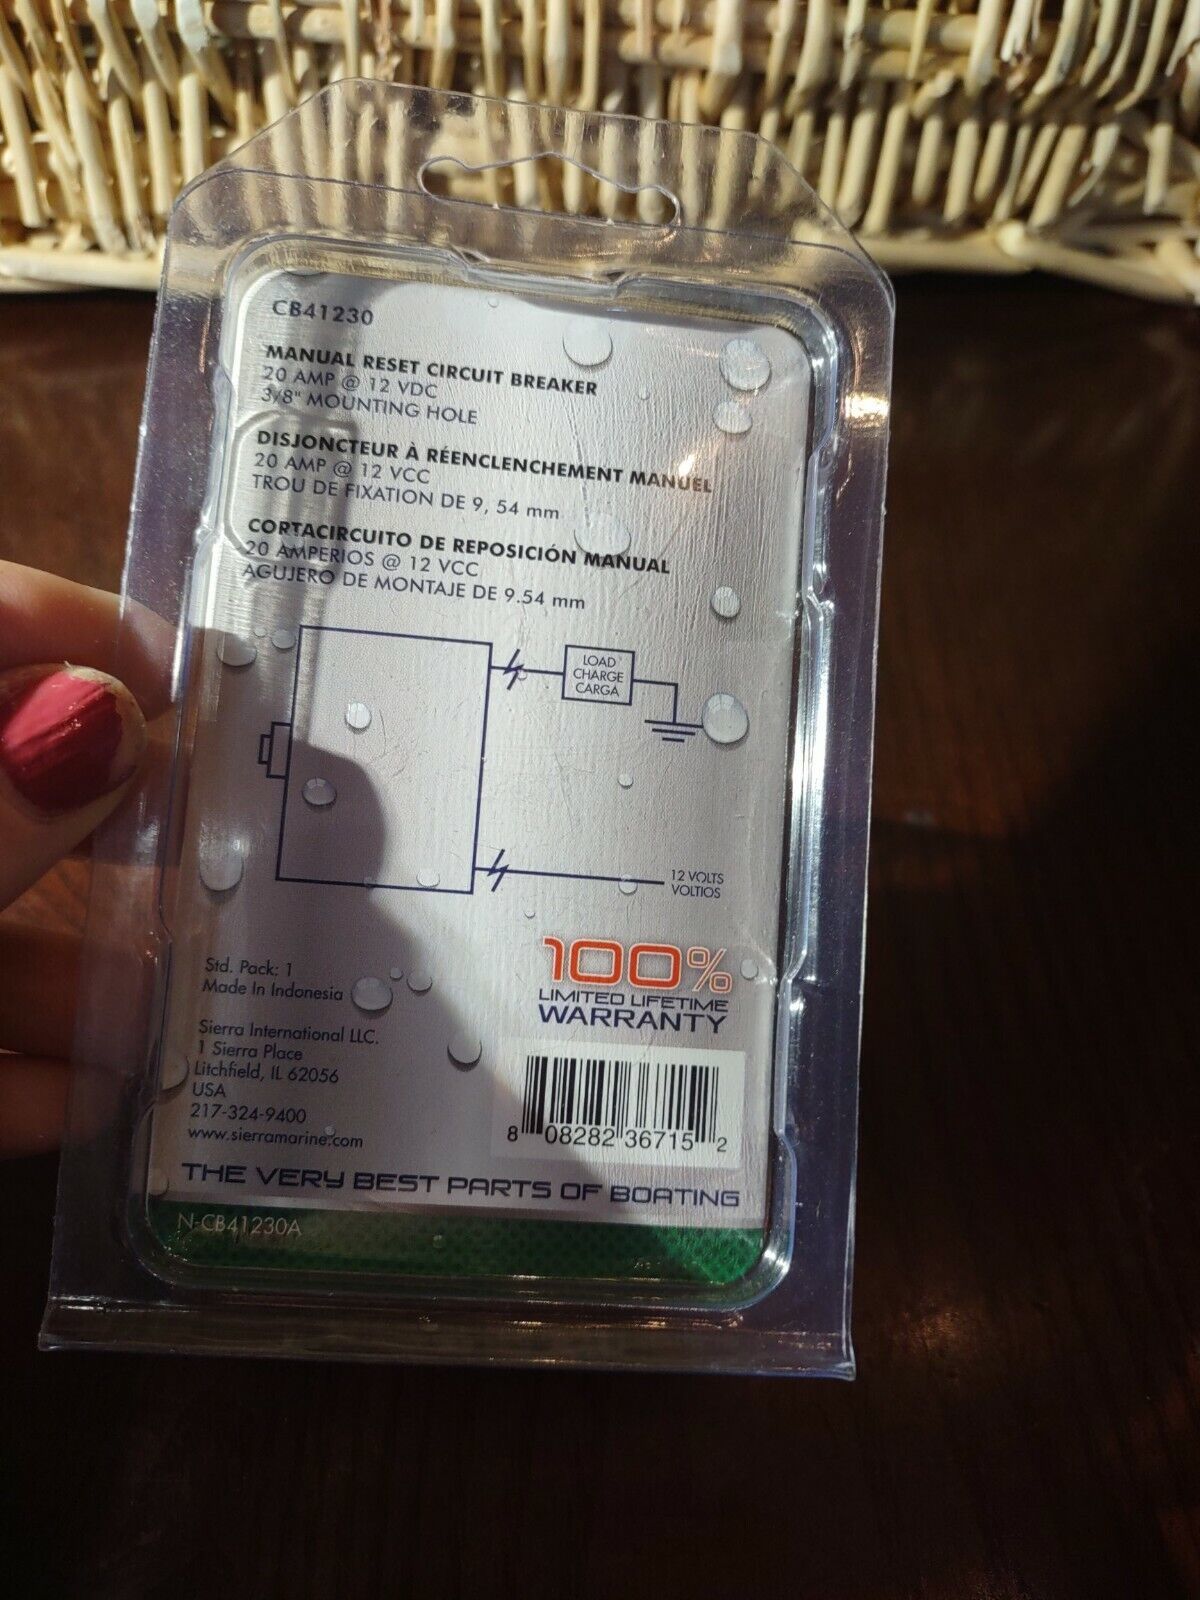 CB41230
MANUAL RESET CIRCUIT BREAKER
20 AMP @ 12 VDC
3/8" MOUNTING HOLE
DISJONCTEUR À RÉENCLENCHEMENT MANUEL
20 AMP @ 12 VCC
TROU DE FIXATION DE 9, 54 mm
CORTACIRCUITO DE REPOSICIÓN MANUAL
20 AMPERIOS @ 12 VCC
AGUJERO DE MONTAJE DE 9.54 mm
LOAD
CHARGE
CARGA
12 VOLTS
VOLTIOS
100%
LIMITED LIFETIME
WARRANTY
Std. Pack: 1
Made In Indonesia
Sierra International LLC.
1 Sierra Place
Litchfield, IL 62056
USA
217-324-9400
www.sierramarine.com
8 08282 36715 2
THE VERY BEST PARTS OF BOATING
N-CB41230A